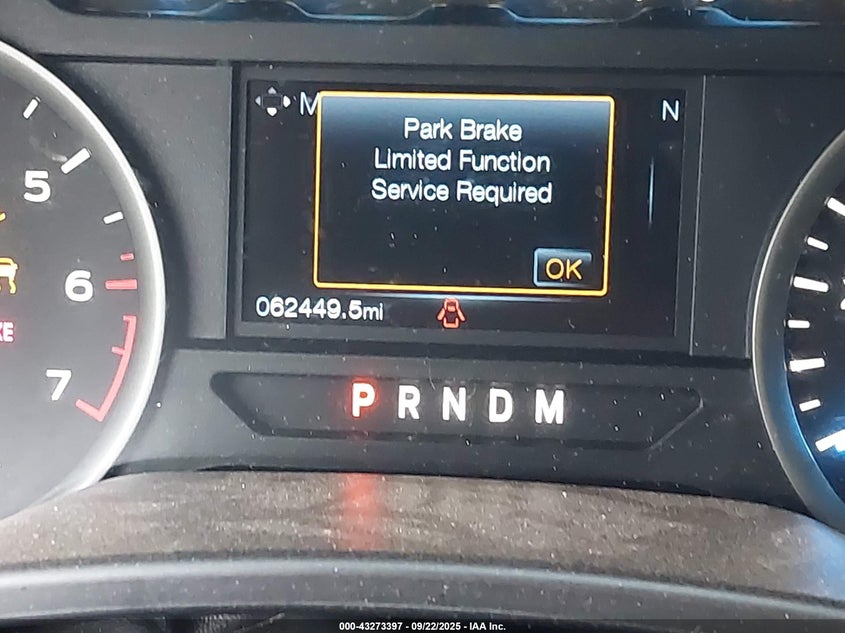 M
N
Park Brake
Limited Function
Service Required
OK
062449.5mi
5
6
7
KE
P R N D M
000-43273397 - 09/22/2025 - IAA Inc.